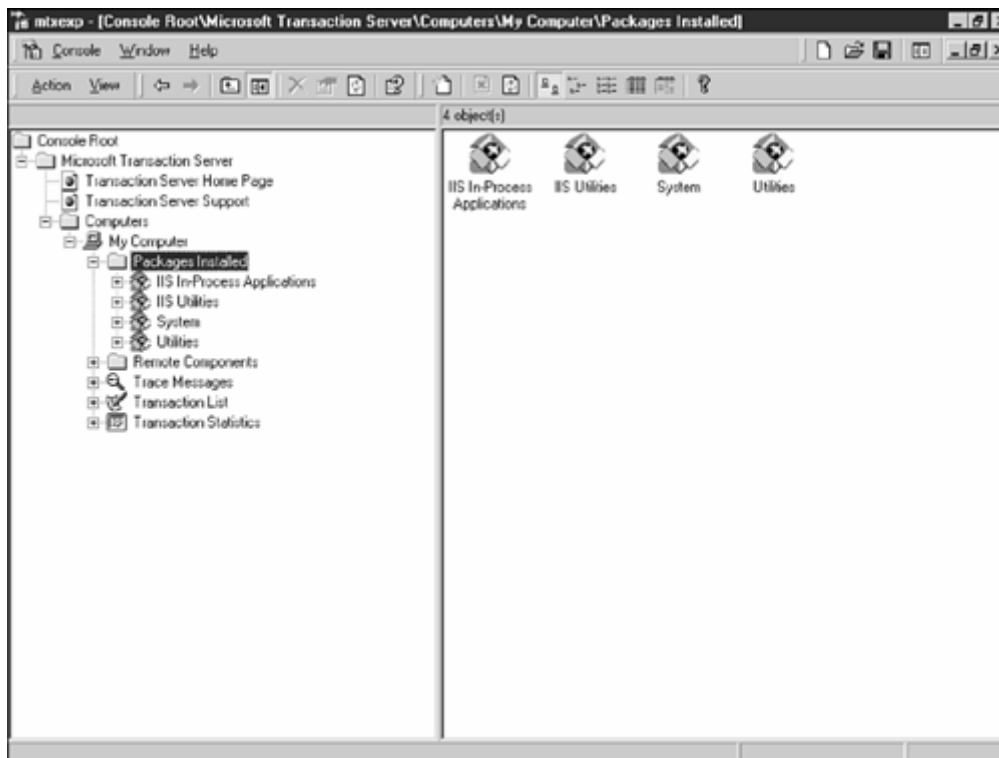 mtxexp - [Console Root\Microsoft Transaction Server\Computers\My Computer\Packages Installed]
Console Window Help
Action View
4 object(s)
Console Root
Microsoft Transaction Server
Transaction Server Home Page
Transaction Server Support
Computers
My Computer
Packages Installed
IIS In-Process Applications
IIS Utilities
System
Utilities
Remote Components
Trace Messages
Transaction List
Transaction Statistics
IIS In-Process
Applications
IIS Utilities
System
Utilities